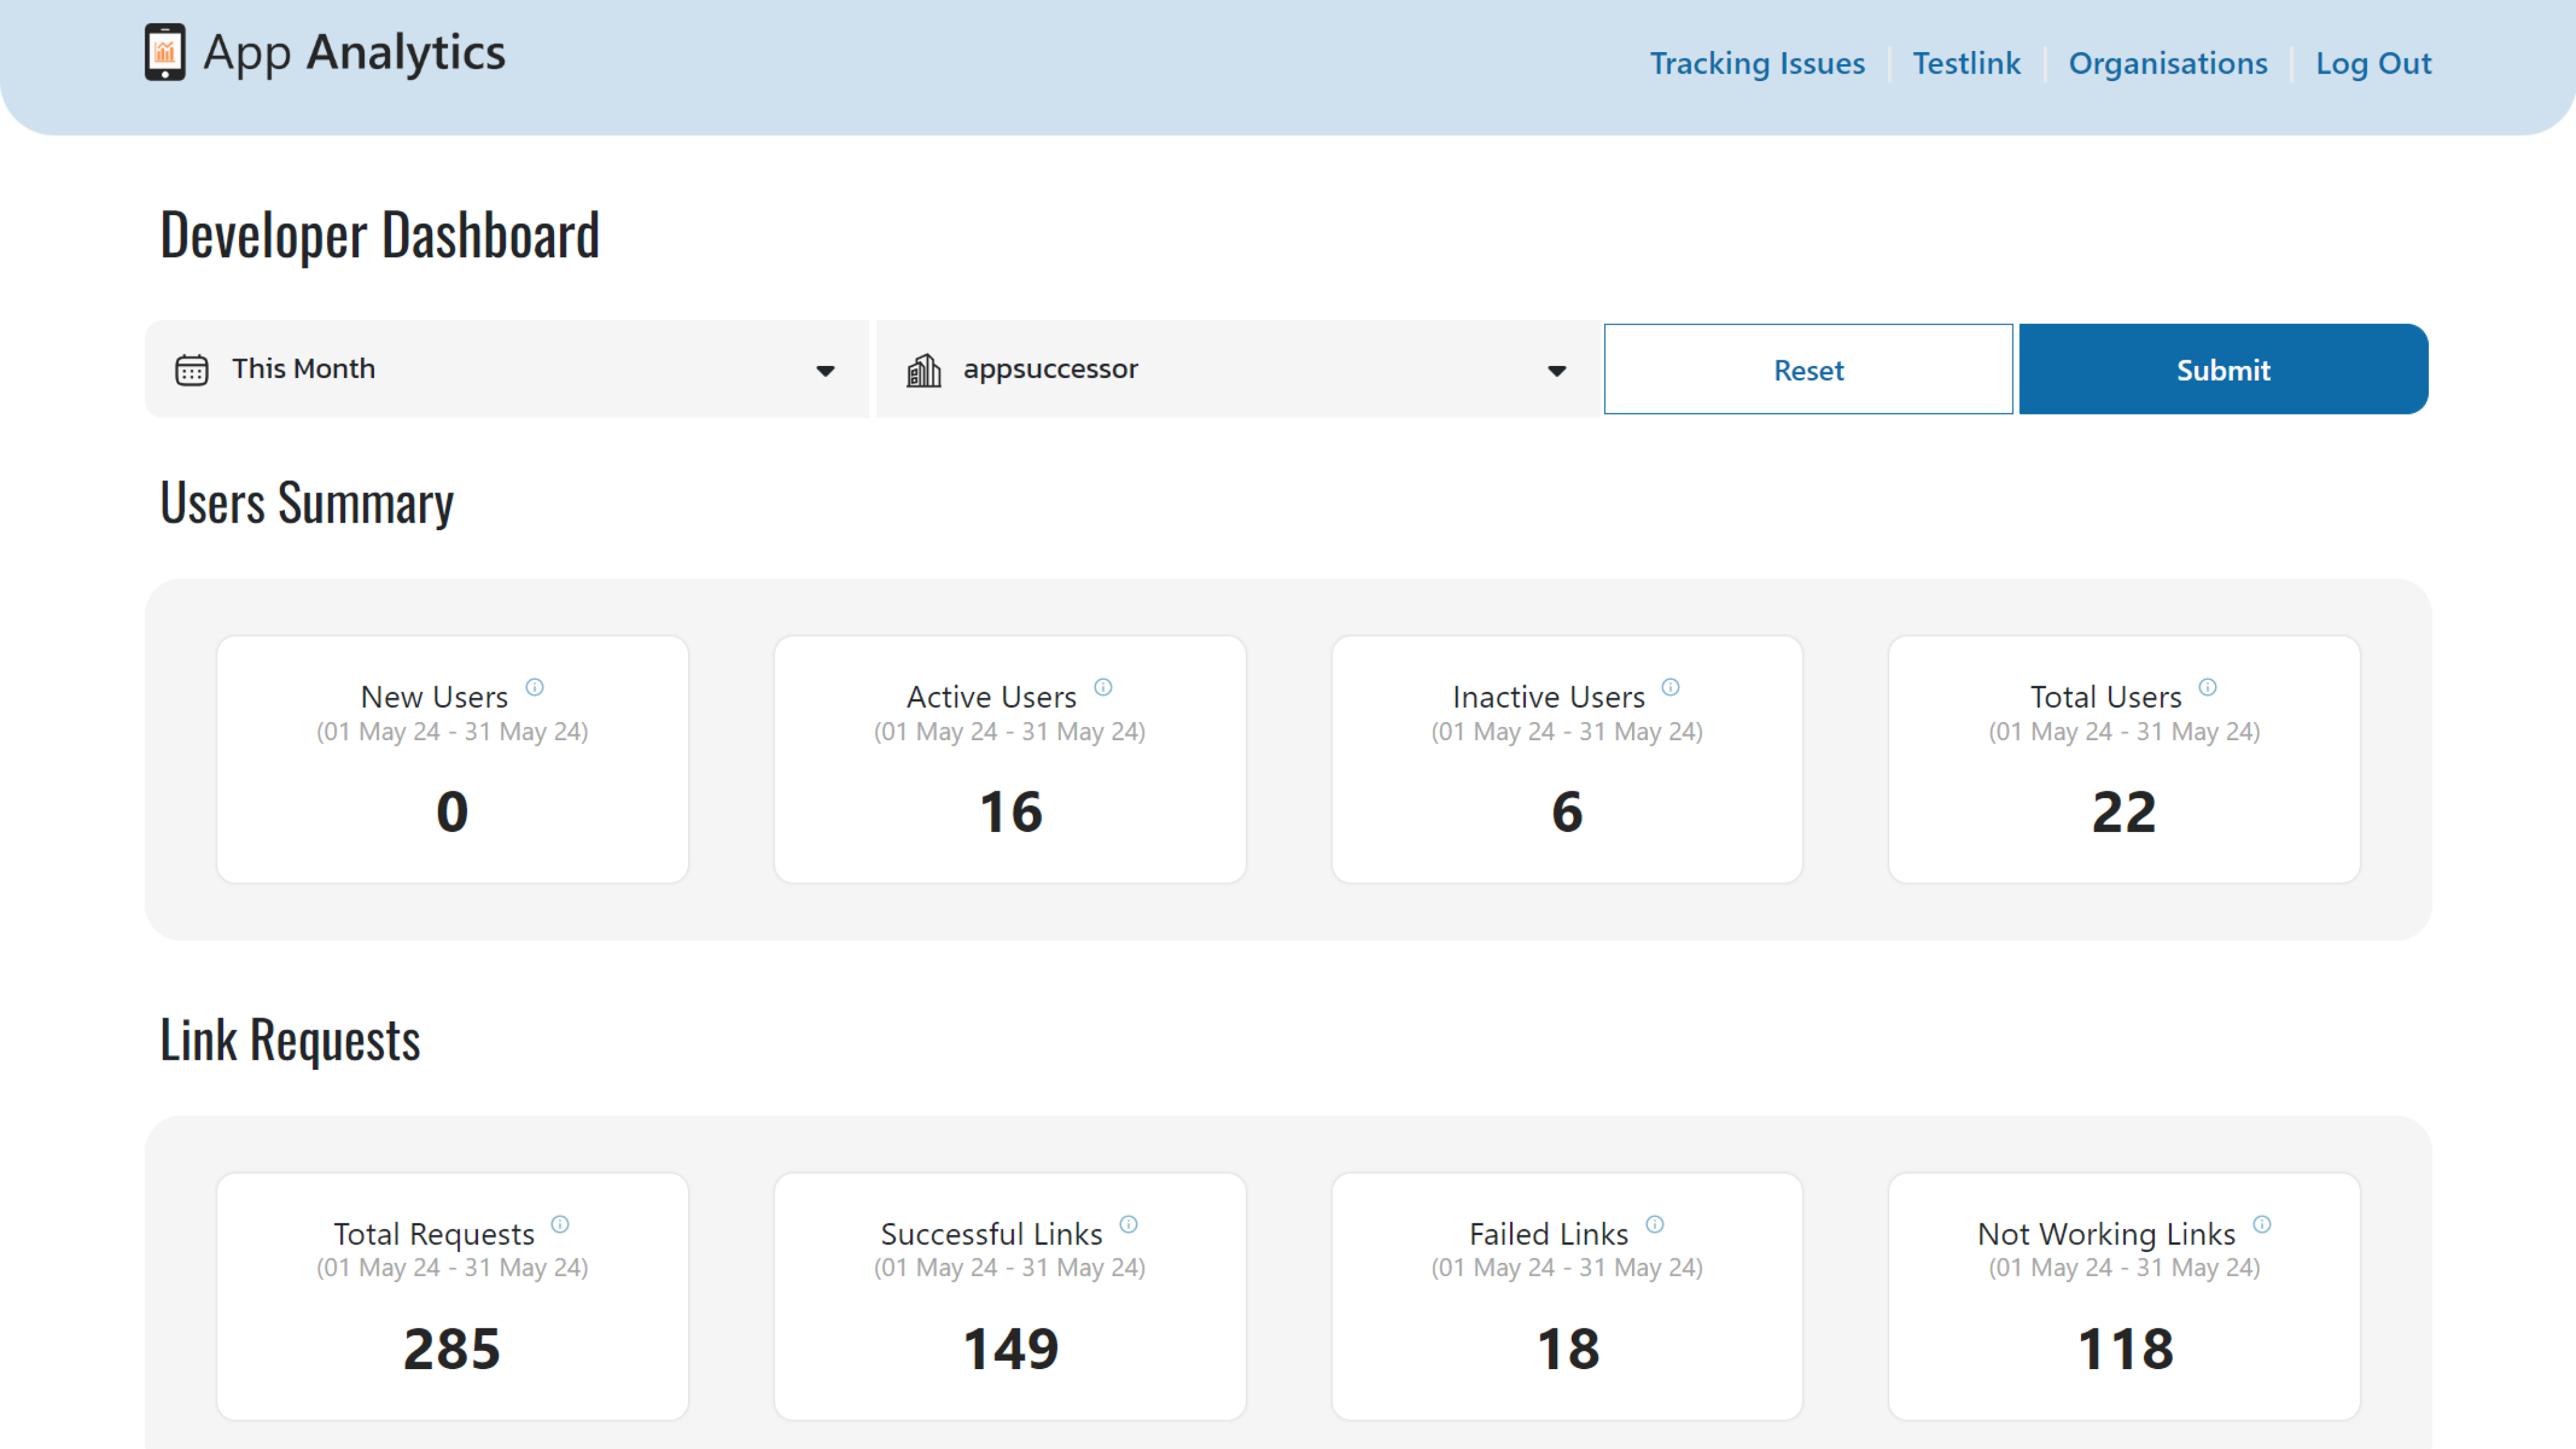 App Analytics
Tracking Issues
Testlink
Organisations
Log Out
Developer Dashboard
This Month
appsuccessor
Reset
Submit
Users Summary
New Users
(01 May 24 - 31 May 24)
0
Active Users
(01 May 24 - 31 May 24)
16
Inactive Users
(01 May 24 - 31 May 24)
6
Total Users
(01 May 24 - 31 May 24)
22
Link Requests
Total Requests
(01 May 24 - 31 May 24)
285
Successful Links
(01 May 24 - 31 May 24)
149
Failed Links
(01 May 24 - 31 May 24)
18
Not Working Links
(01 May 24 - 31 May 24)
118